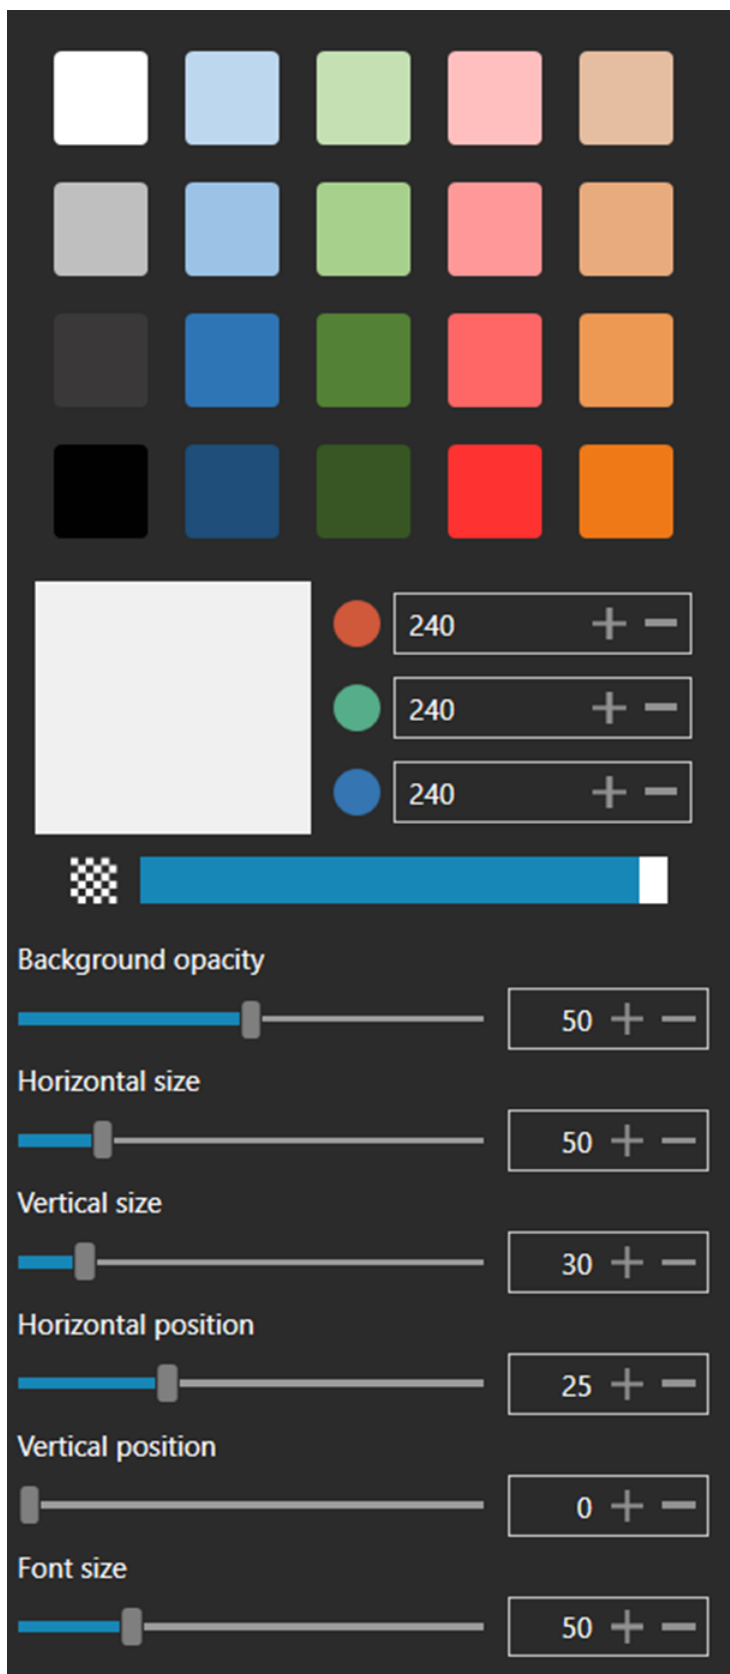 240
240
240
Background opacity
50
Horizontal size
50
Vertical size
30
Horizontal position
25
Vertical position
0
Font size
50